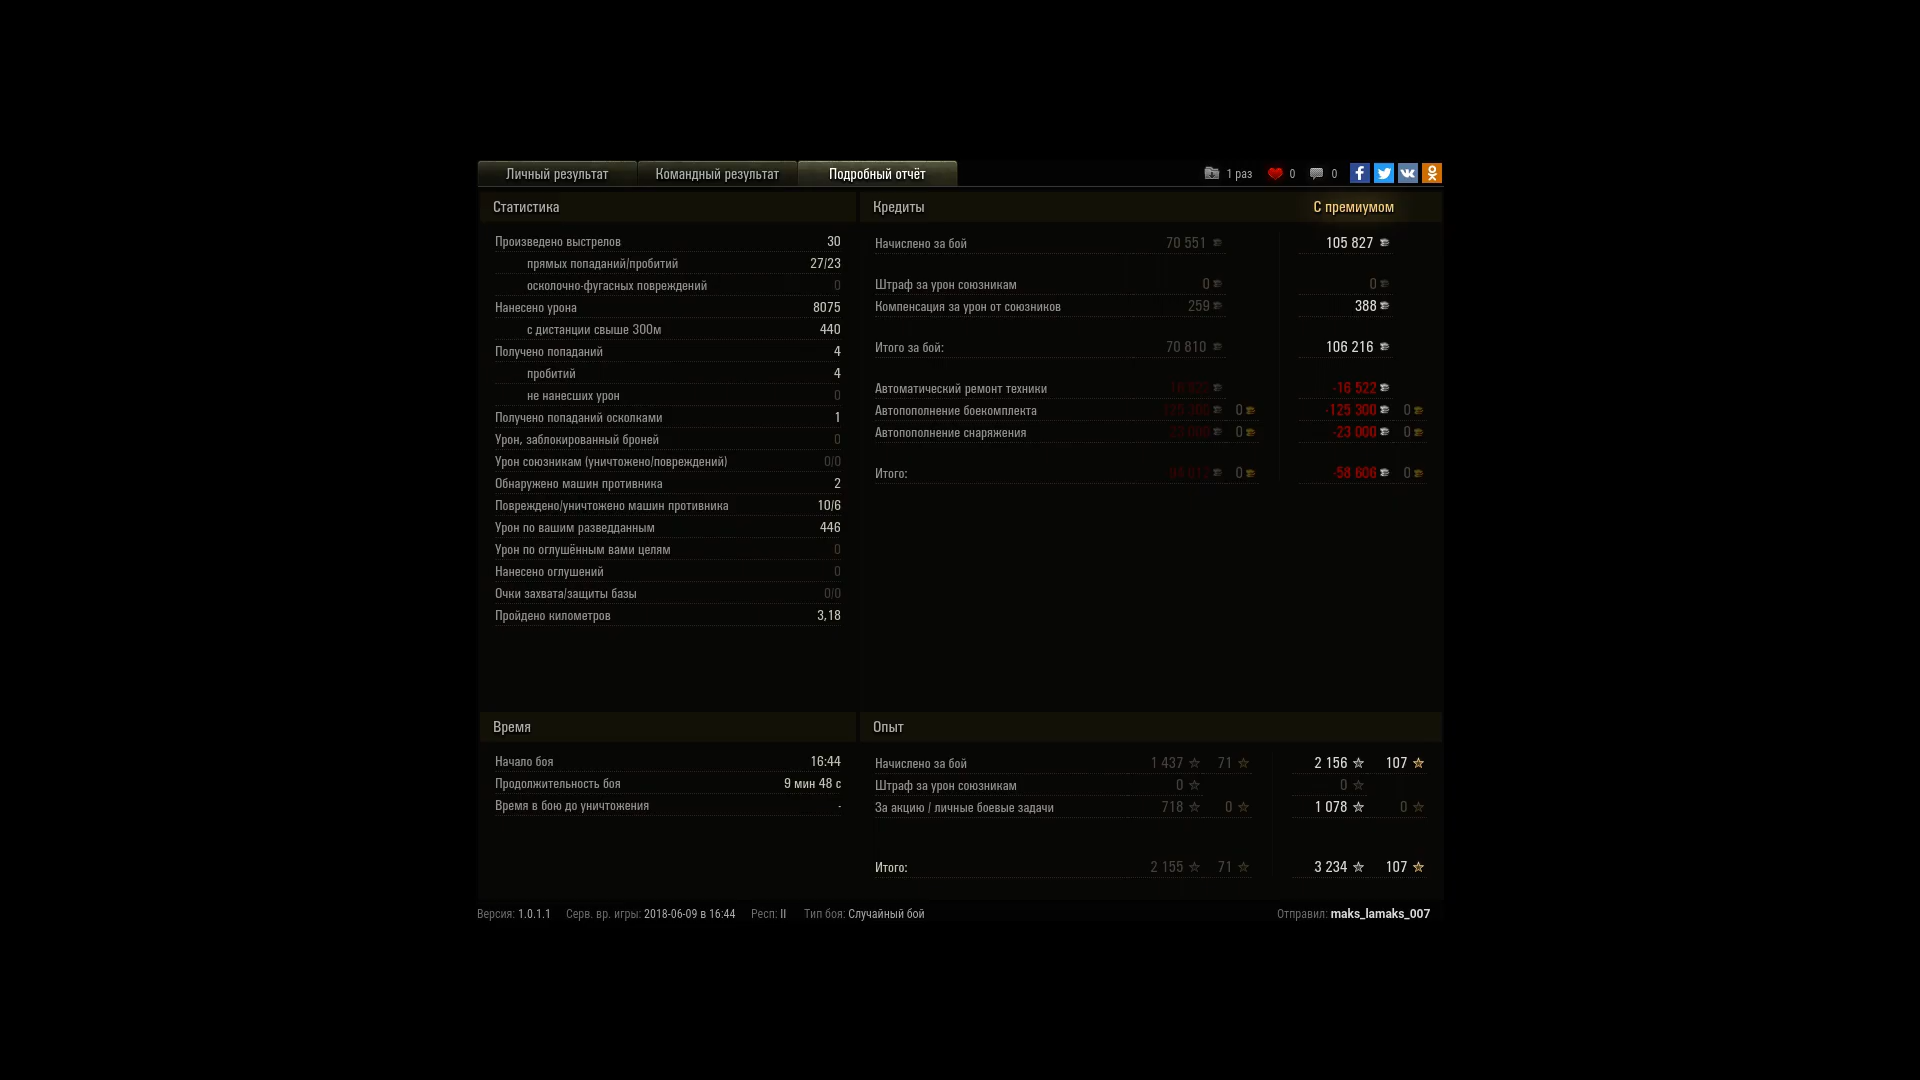 Личный результат Командный результат Подробный отчёт 1 раз 0 0
Статистика
Произведено выстрелов 30
прямых попаданий/пробитий 27/23
осколочно-фугасных повреждений 0
Нанесено урона 8075
с дистанции свыше 300м 440
Получено попаданий 4
пробитий 4
не нанесших урон 0
Получено попаданий осколками 1
Урон, заблокированный броней 0
Урон союзникам (уничтожено/повреждений) 0/0
Обнаружено машин противника 2
Повреждено/уничтожено машин противника 10/6
Урон по вашим разведданным 446
Урон по оглушённым вами целям 0
Нанесено оглушений 0
Очки захвата/защиты базы 0/0
Пройдено километров 3,18
Кредиты С премиумом
Начислено за бой 70 551 105 827
Штраф за урон союзникам 0 0
Компенсация за урон от союзников 259 388
Итого за бой: 70 810 106 216
Автоматический ремонт техники -16 522
Автопополнение боекомплекта 0 -125 300 0
Автопополнение снаряжения 0 -23 000 0
Итого: 0 -58 606 0
Время
Начало боя 16:44
Продолжительность боя 9 мин 48 с
Время в бою до уничтожения -
Опыт
Начислено за бой 1 437 71 2 156 107
Штраф за урон союзникам 0 0
За акцию / личные боевые задачи 718 0 1 078 0
Итого: 2 155 71 3 234 107
Версия: 1.0.1.1 Серв. вр. игры: 2018-06-09 в 16:44 Респ: II Тип боя: Случайный бой Отправил: maks_lamaks_007